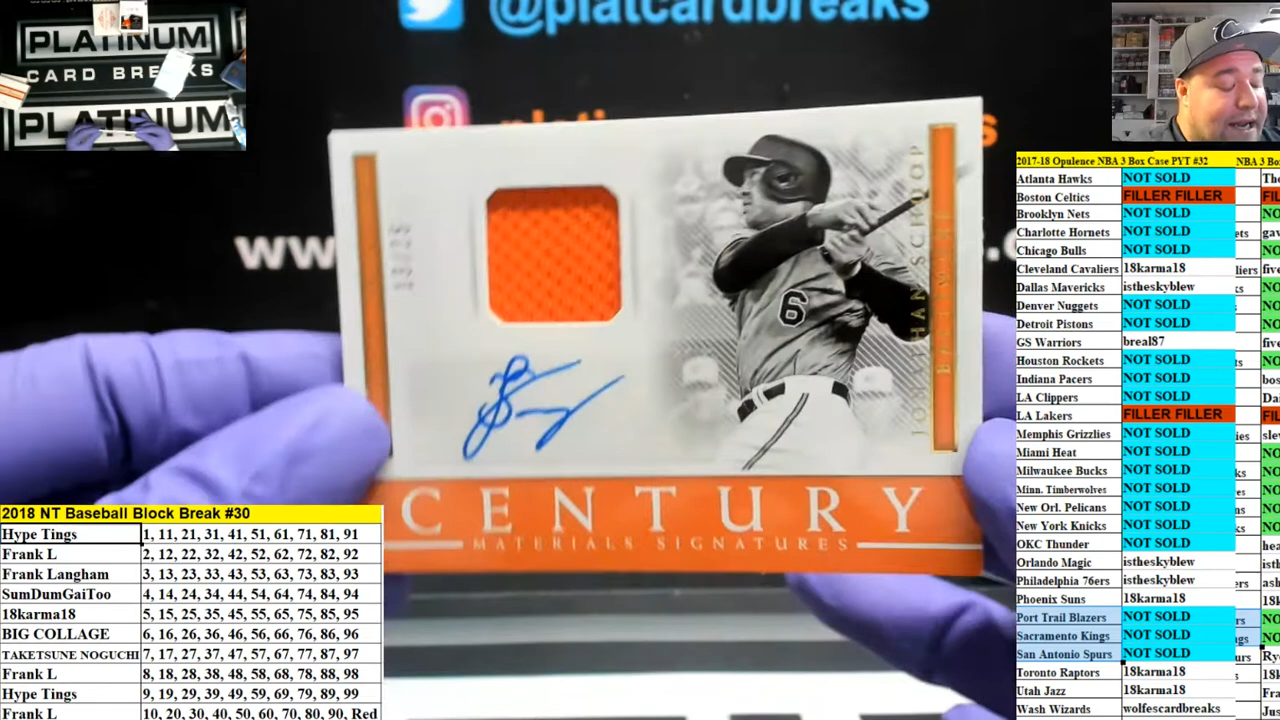 @platcardbreaks
PLATINUM
CARD BREAKS
PLATINUM
www
JONATHAN SCHOOP
BALTIMORE
6
CENTURY
MATERIALS SIGNATURES
2018 NT Baseball Block Break #30
Hype Tings 1, 11, 21, 31, 41, 51, 61, 71, 81, 91
Frank L 2, 12, 22, 32, 42, 52, 62, 72, 82, 92
Frank Langham 3, 13, 23, 33, 43, 53, 63, 73, 83, 93
SumDumGaiToo 4, 14, 24, 34, 44, 54, 64, 74, 84, 94
18karma18 5, 15, 25, 35, 45, 55, 65, 75, 85, 95
BIG COLLAGE 6, 16, 26, 36, 46, 56, 66, 76, 86, 96
TAKETSUNE NOGUCHI 7, 17, 27, 37, 47, 57, 67, 77, 87, 97
Frank L 8, 18, 28, 38, 48, 58, 68, 78, 88, 98
Hype Tings 9, 19, 29, 39, 49, 59, 69, 79, 89, 99
Frank L 10, 20, 30, 40, 50, 60, 70, 80, 90, Red
2017-18 Opulence NBA 3 Box Case PYT #32
Atlanta Hawks NOT SOLD
Boston Celtics FILLER FILLER
Brooklyn Nets NOT SOLD
Charlotte Hornets NOT SOLD
Chicago Bulls NOT SOLD
Cleveland Cavaliers 18karma18
Dallas Mavericks istheskyblew
Denver Nuggets NOT SOLD
Detroit Pistons NOT SOLD
GS Warriors breal87
Houston Rockets NOT SOLD
Indiana Pacers NOT SOLD
LA Clippers NOT SOLD
LA Lakers FILLER FILLER
Memphis Grizzlies NOT SOLD
Miami Heat NOT SOLD
Milwaukee Bucks NOT SOLD
Minn. Timberwolves NOT SOLD
New Orl. Pelicans NOT SOLD
New York Knicks NOT SOLD
OKC Thunder NOT SOLD
Orlando Magic istheskyblew
Philadelphia 76ers istheskyblew
Phoenix Suns 18karma18
Port Trail Blazers NOT SOLD
Sacramento Kings NOT SOLD
San Antonio Spurs NOT SOLD
Toronto Raptors 18karma18
Utah Jazz 18karma18
Wash Wizards wolfescardbreaks